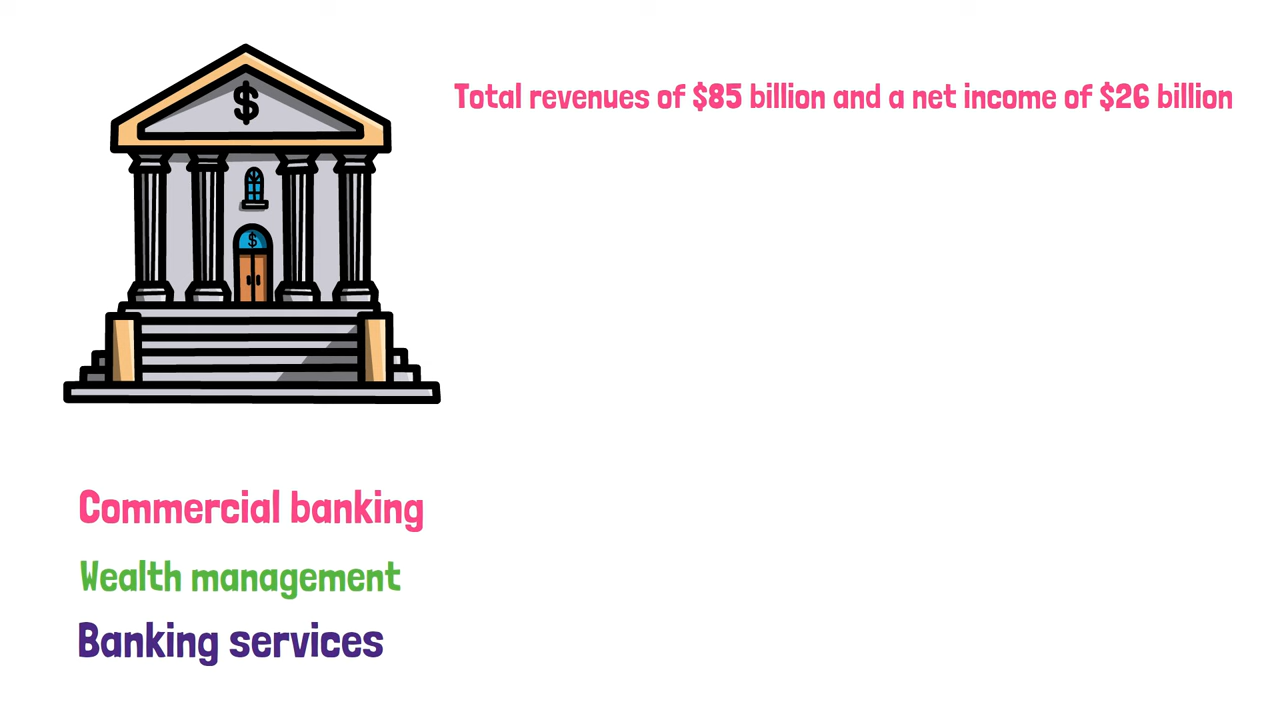 $
Total revenues of $85 billion and a net income of $26 billion
$
Commercial banking
Wealth management
Banking services